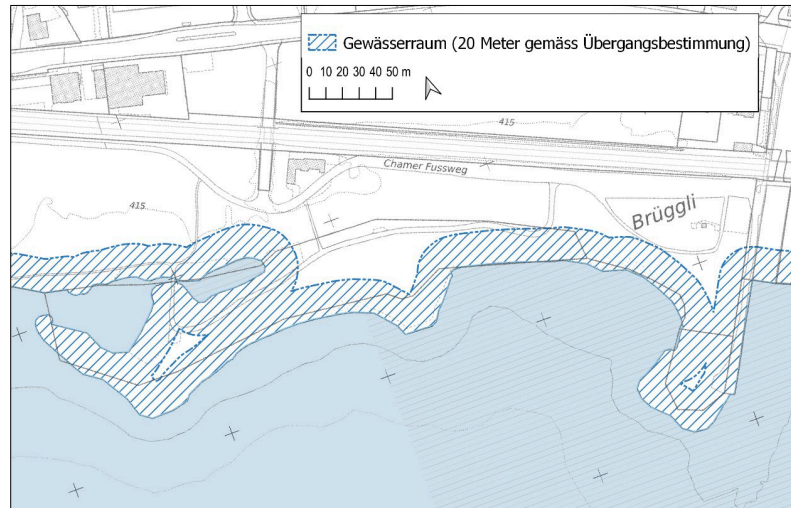 Gewässerraum (20 Meter gemäss Übergangsbestimmung)
0 10 20 30 40 50 m
415
Chamer Fussweg
415
Brüggli